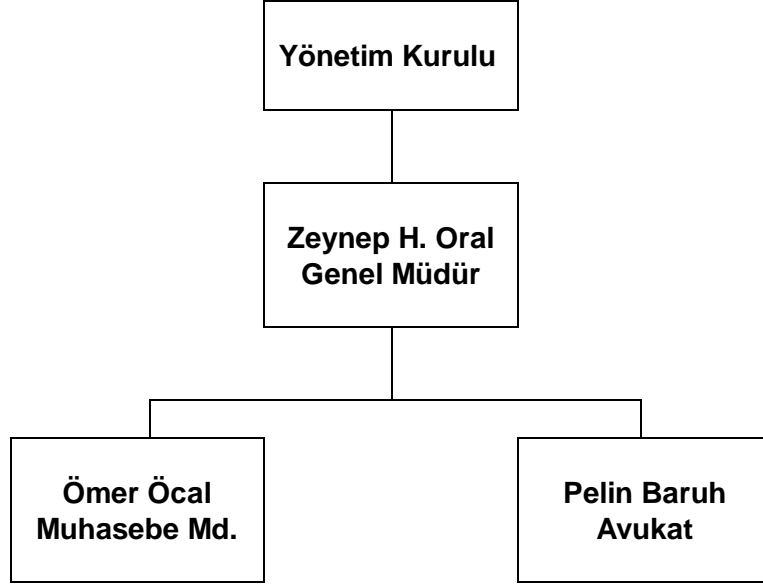 Yönetim Kurulu
Zeynep H. Oral
Genel Müdür
Ömer Öcal
Muhasebe Md.
Pelin Baruh
Avukat